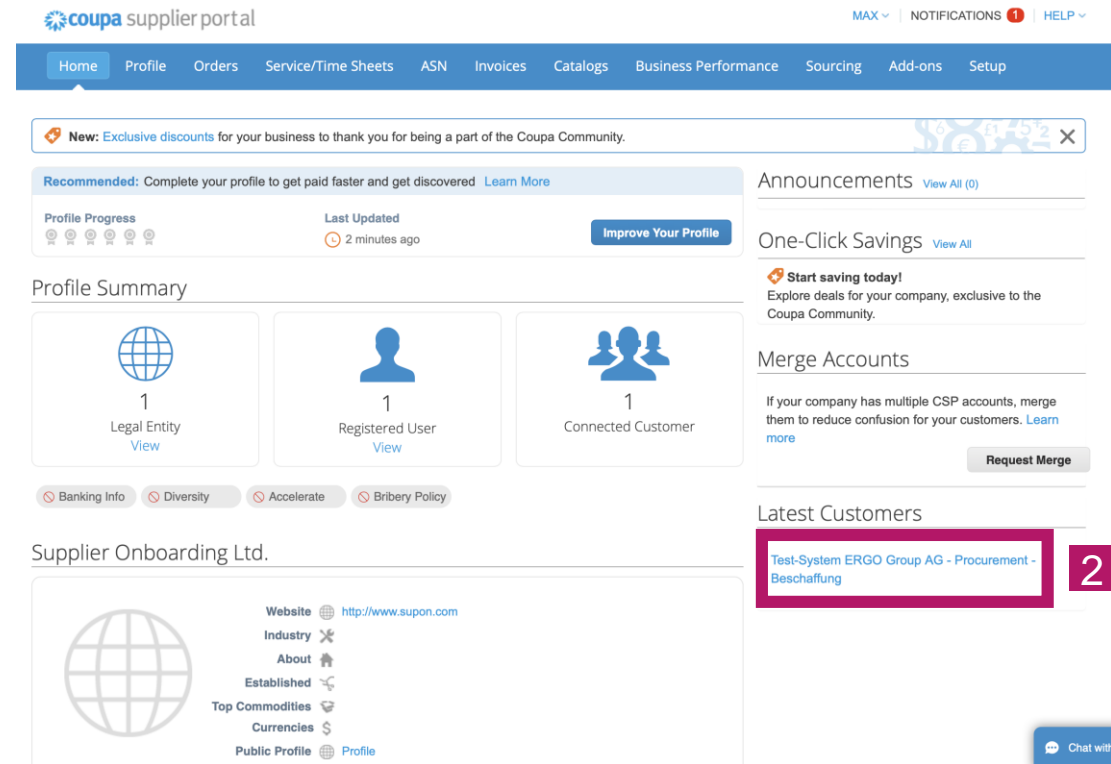 coupa supplier portal
MAX NOTIFICATIONS 1 HELP
Home Profile Orders Service/Time Sheets ASN Invoices Catalogs Business Performance Sourcing Add-ons Setup
New: Exclusive discounts for your business to thank you for being a part of the Coupa Community.
Recommended: Complete your profile to get paid faster and get discovered Learn More
Profile Progress
Last Updated
2 minutes ago
Improve Your Profile
Profile Summary
1
Legal Entity
View
1
Registered User
View
1
Connected Customer
Banking Info Diversity Accelerate Bribery Policy
Supplier Onboarding Ltd.
Website http://www.supon.com
Industry
About
Established
Top Commodities
Currencies
Public Profile Profile
Announcements View All (0)
One-Click Savings View All
Start saving today!
Explore deals for your company, exclusive to the
Coupa Community.
Merge Accounts
If your company has multiple CSP accounts, merge
them to reduce confusion for your customers. Learn
more
Request Merge
Latest Customers
Test-System ERGO Group AG - Procurement -
Beschaffung
2
Chat with